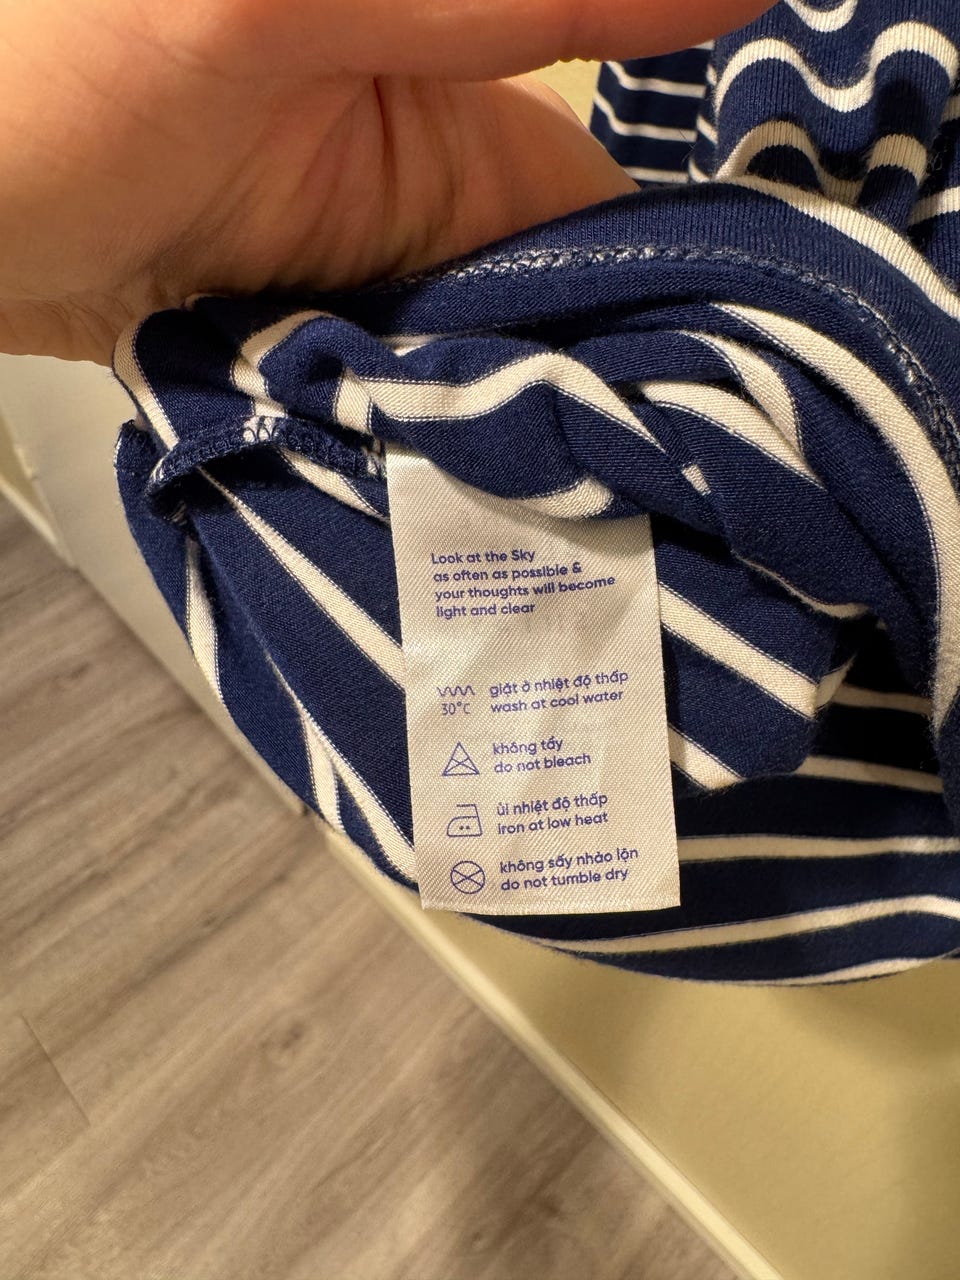 Look at the Sky
as often as possible &
your thoughts will become
light and clear
30°C
giặt ở nhiệt độ thấp
wash at cool water
không tẩy
do not bleach
ủi nhiệt độ thấp
iron at low heat
không sấy nhào lộn
do not tumble dry